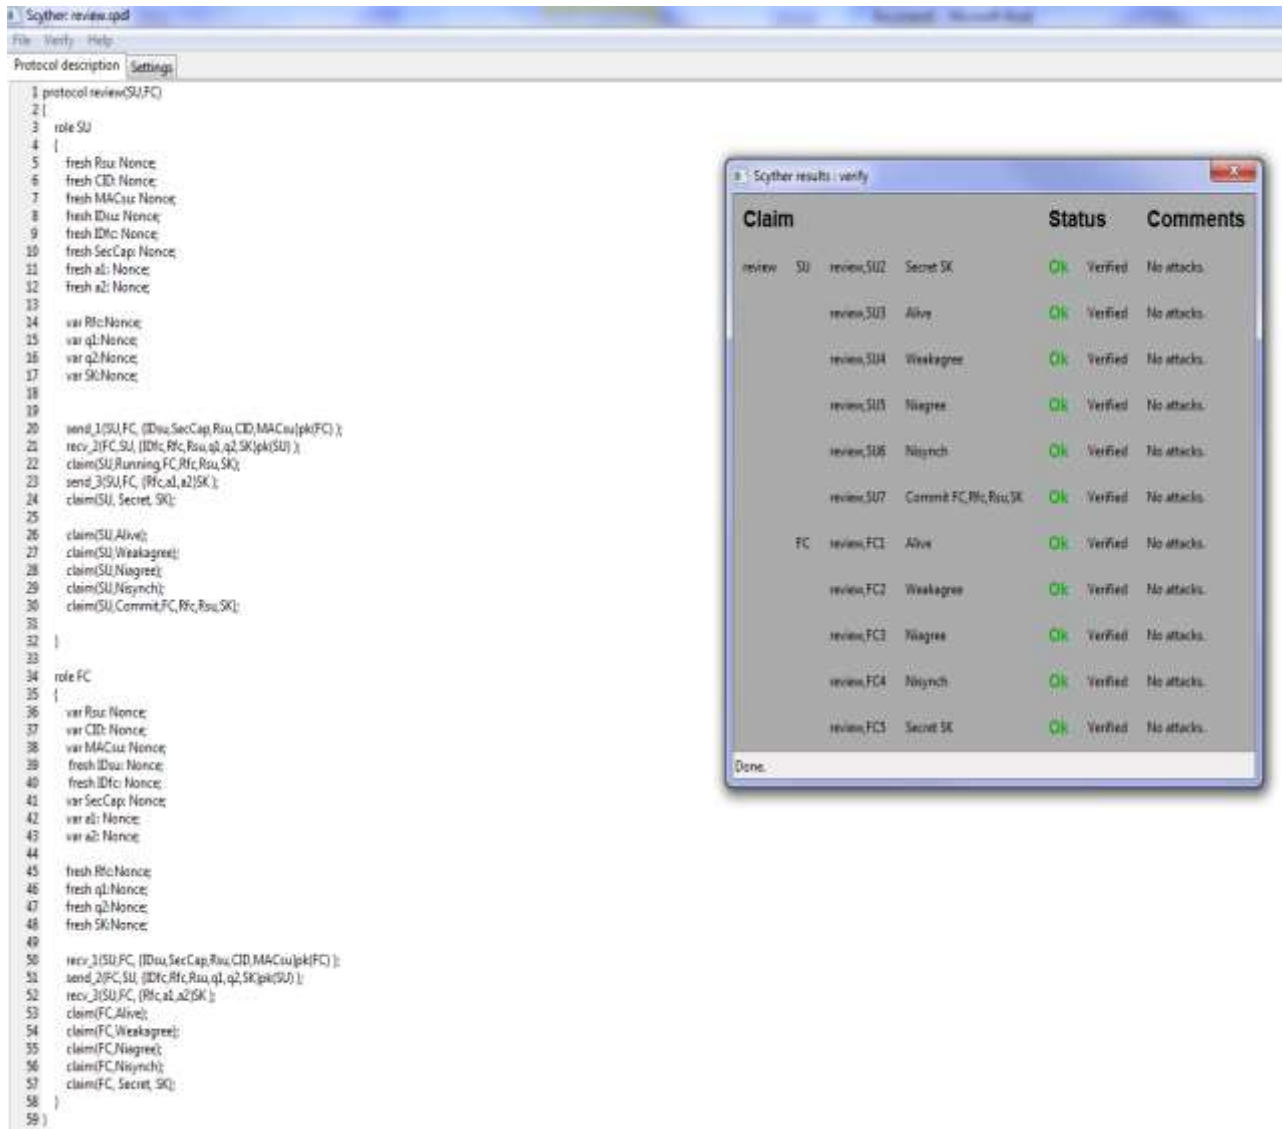 Scyther: review.spdl
File Verify Help
Protocol description Settings
1 protocol review(SU,FC)
2 {
3 role SU
4 {
5 fresh Rsu: Nonce;
6 fresh CID: Nonce;
7 fresh MACsu: Nonce;
8 fresh IDsu: Nonce;
9 fresh IDfc: Nonce;
10 fresh SecCap: Nonce;
11 fresh a1: Nonce;
12 fresh a2: Nonce;
13
14 var Rfc:Nonce;
15 var q1:Nonce;
16 var q2:Nonce;
17 var SK:Nonce;
18
19
20 send_1(SU,FC, {IDsu,SecCap,Rsu,CID,MACsu}pk(FC) );
21 recv_2(FC,SU, {IDfc,Rfc,Rsu,q1,q2,SK}pk(SU) );
22 claim(SU,Running,FC,Rfc,Rsu,SK);
23 send_3(SU,FC, {Rfc,a1,a2}SK );
24 claim(SU, Secret, SK);
25
26 claim(SU,Alive);
27 claim(SU,Weakagree);
28 claim(SU,Niagree);
29 claim(SU,Nisynch);
30 claim(SU,Commit,FC,Rfc,Rsu,SK);
31
32 }
33
34 role FC
35 {
36 var Rsu: Nonce;
37 var CID: Nonce;
38 var MACsu: Nonce;
39 fresh IDsu: Nonce;
40 fresh IDfc: Nonce;
41 var SecCap: Nonce;
42 var a1: Nonce;
43 var a2: Nonce;
44
45 fresh Rfc:Nonce;
46 fresh q1:Nonce;
47 fresh q2:Nonce;
48 fresh SK:Nonce;
49
50 recv_1(SU,FC, {IDsu,SecCap,Rsu,CID,MACsu}pk(FC) );
51 send_2(FC,SU, {IDfc,Rfc,Rsu,q1,q2,SK}pk(SU) );
52 recv_3(SU,FC, {Rfc,a1,a2}SK );
53 claim(FC,Alive);
54 claim(FC,Weakagree);
55 claim(FC,Niagree);
56 claim(FC,Nisynch);
57 claim(FC, Secret, SK);
58 }
59 }
Scyther results : verify
Claim Status Comments
review SU review,SU2 Secret SK Ok Verified No attacks.
review,SU3 Alive Ok Verified No attacks.
review,SU4 Weakagree Ok Verified No attacks.
review,SU5 Niagree Ok Verified No attacks.
review,SU6 Nisynch Ok Verified No attacks.
review,SU7 Commit FC,Rfc,Rsu,SK Ok Verified No attacks.
FC review,FC1 Alive Ok Verified No attacks.
review,FC2 Weakagree Ok Verified No attacks.
review,FC3 Niagree Ok Verified No attacks.
review,FC4 Nisynch Ok Verified No attacks.
review,FC5 Secret SK Ok Verified No attacks.
Done.